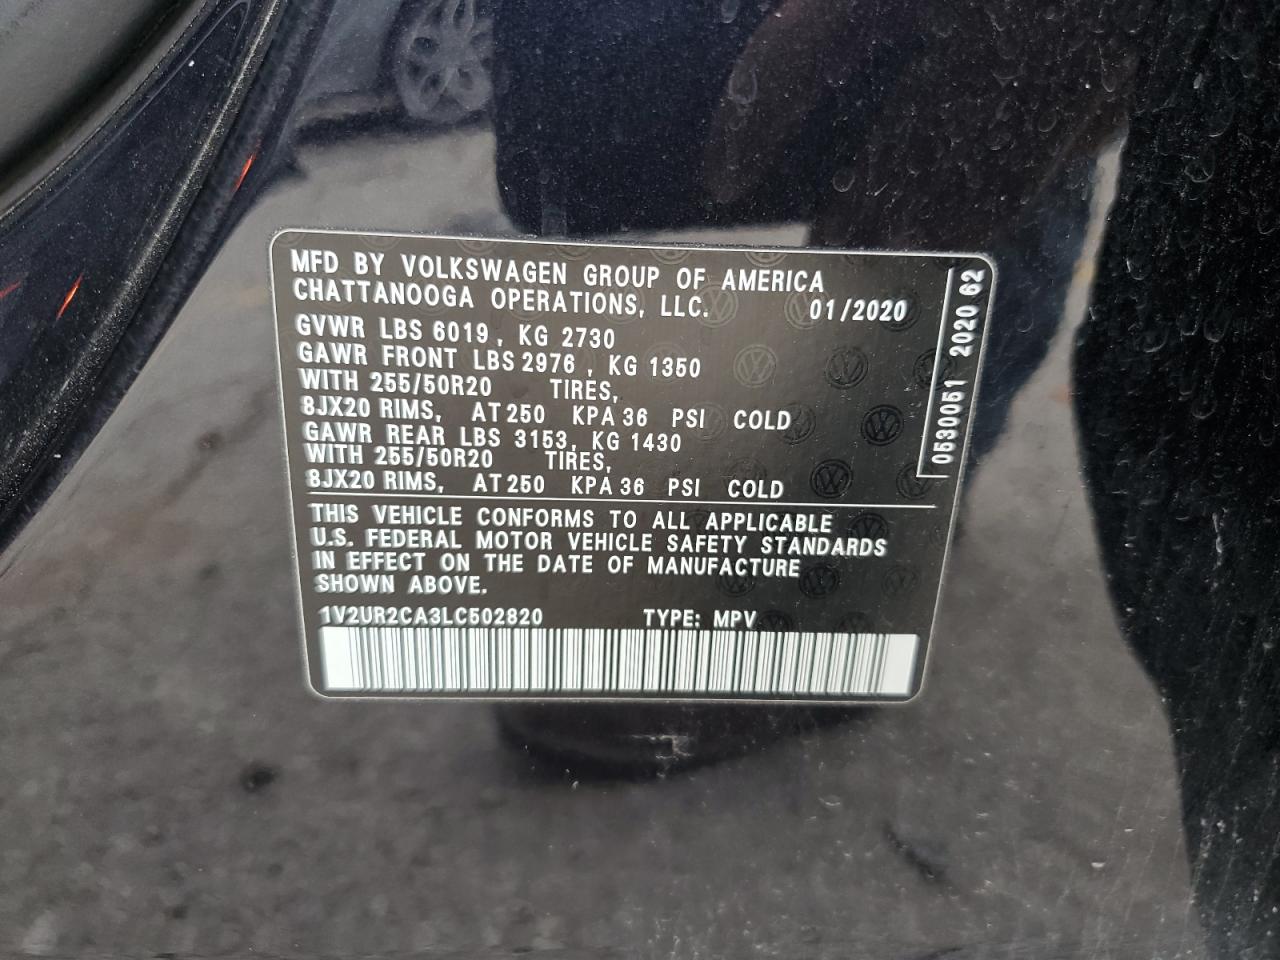 MFD BY VOLKSWAGEN GROUP OF AMERICA
CHATTANOOGA OPERATIONS, LLC. 01/2020
GVWR LBS 6019, KG 2730
GAWR FRONT LBS 2976 , KG 1350
WITH 255/50R20 TIRES,
8JX20 RIMS, AT 250 KPA 36 PSI COLD
GAWR REAR LBS 3153, KG 1430
WITH 255/50R20 TIRES,
8JX20 RIMS, AT 250 KPA 36 PSI COLD
THIS VEHICLE CONFORMS TO ALL APPLICABLE
U.S. FEDERAL MOTOR VEHICLE SAFETY STANDARDS
IN EFFECT ON THE DATE OF MANUFACTURE
SHOWN ABOVE.
1V2UR2CA3LC502820 TYPE: MPV
0530051 2020 62